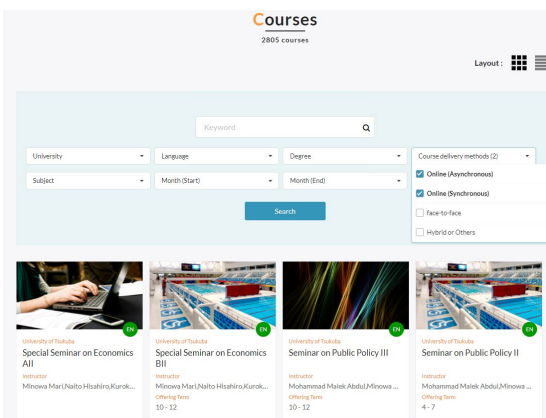 Courses
2805 courses
Layout :
Keyword
University
Language
Degree
Course delivery methods (2)
Online (Asynchronous)
Online (Synchronous)
face-to-face
Hybrid or Others
Subject
Month (Start)
Month (End)
Search
EN
University of Tsukuba
Special Seminar on Economics
AII
Instructor
Minowa Mari,Naito Hisahiro,Kurok...
EN
University of Tsukuba
Special Seminar on Economics
BII
Instructor
Minowa Mari,Naito Hisahiro,Kurok...
Offering Term
10 - 12
EN
University of Tsukuba
Seminar on Public Policy III
Instructor
Mohammad Malek Abdul,Minowa ...
Offering Term
10 - 12
EN
University of Tsukuba
Seminar on Public Policy II
Instructor
Mohammad Malek Abdul,Minowa ...
Offering Term
4 - 7